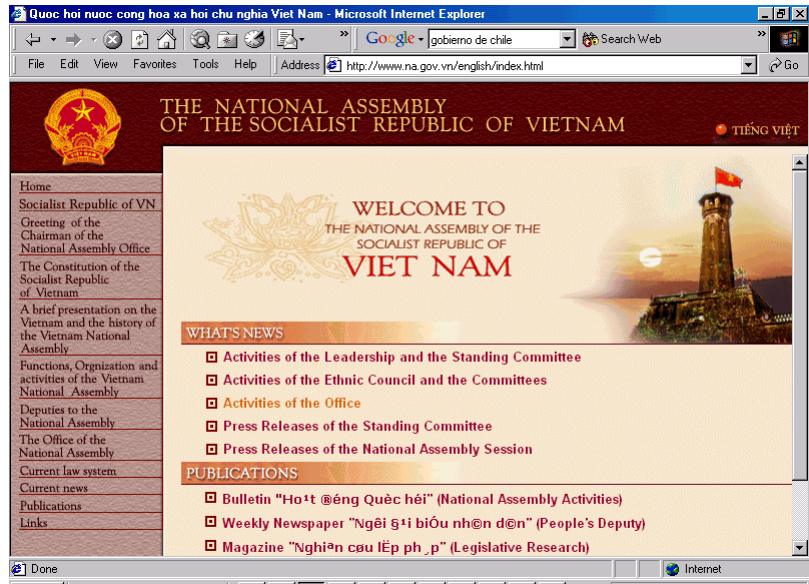 Quoc hoi nuoc cong hoa xa hoi chu nghia Viet Nam - Microsoft Internet Explorer
Google gobierno de chile Search Web
File Edit View Favorites Tools Help Address http://www.na.gov.vn/english/index.html Go
THE NATIONAL ASSEMBLY
OF THE SOCIALIST REPUBLIC OF VIETNAM
TIẾNG VIỆT
Home
Socialist Republic of VN
Greeting of the
Chairman of the
National Assembly Office
The Constitution of the
Socialist Republic
of Vietnam
A brief presentation on the
Vietnam and the history of
the Vietnam National
Assembly
Functions, Orgnization and
activities of the Vietnam
National Assembly
Deputies to the
National Assembly
The Office of the
National Assembly
Current law system
Current news
Publications
Links
WELCOME TO
THE NATIONAL ASSEMBLY OF THE
SOCIALIST REPUBLIC OF
VIET NAM
WHAT'S NEWS
Activities of the Leadership and the Standing Committee
Activities of the Ethnic Council and the Committees
Activities of the Office
Press Releases of the Standing Committee
Press Releases of the National Assembly Session
PUBLICATIONS
Bulletin "Ho¹t ®éng Quèc héi" (National Assembly Activities)
Weekly Newspaper "Ngêi §¹i biÓu nh©n d©n" (People's Deputy)
Magazine "Nghiªn cøu lËp ph¸p" (Legislative Research)
Done Internet